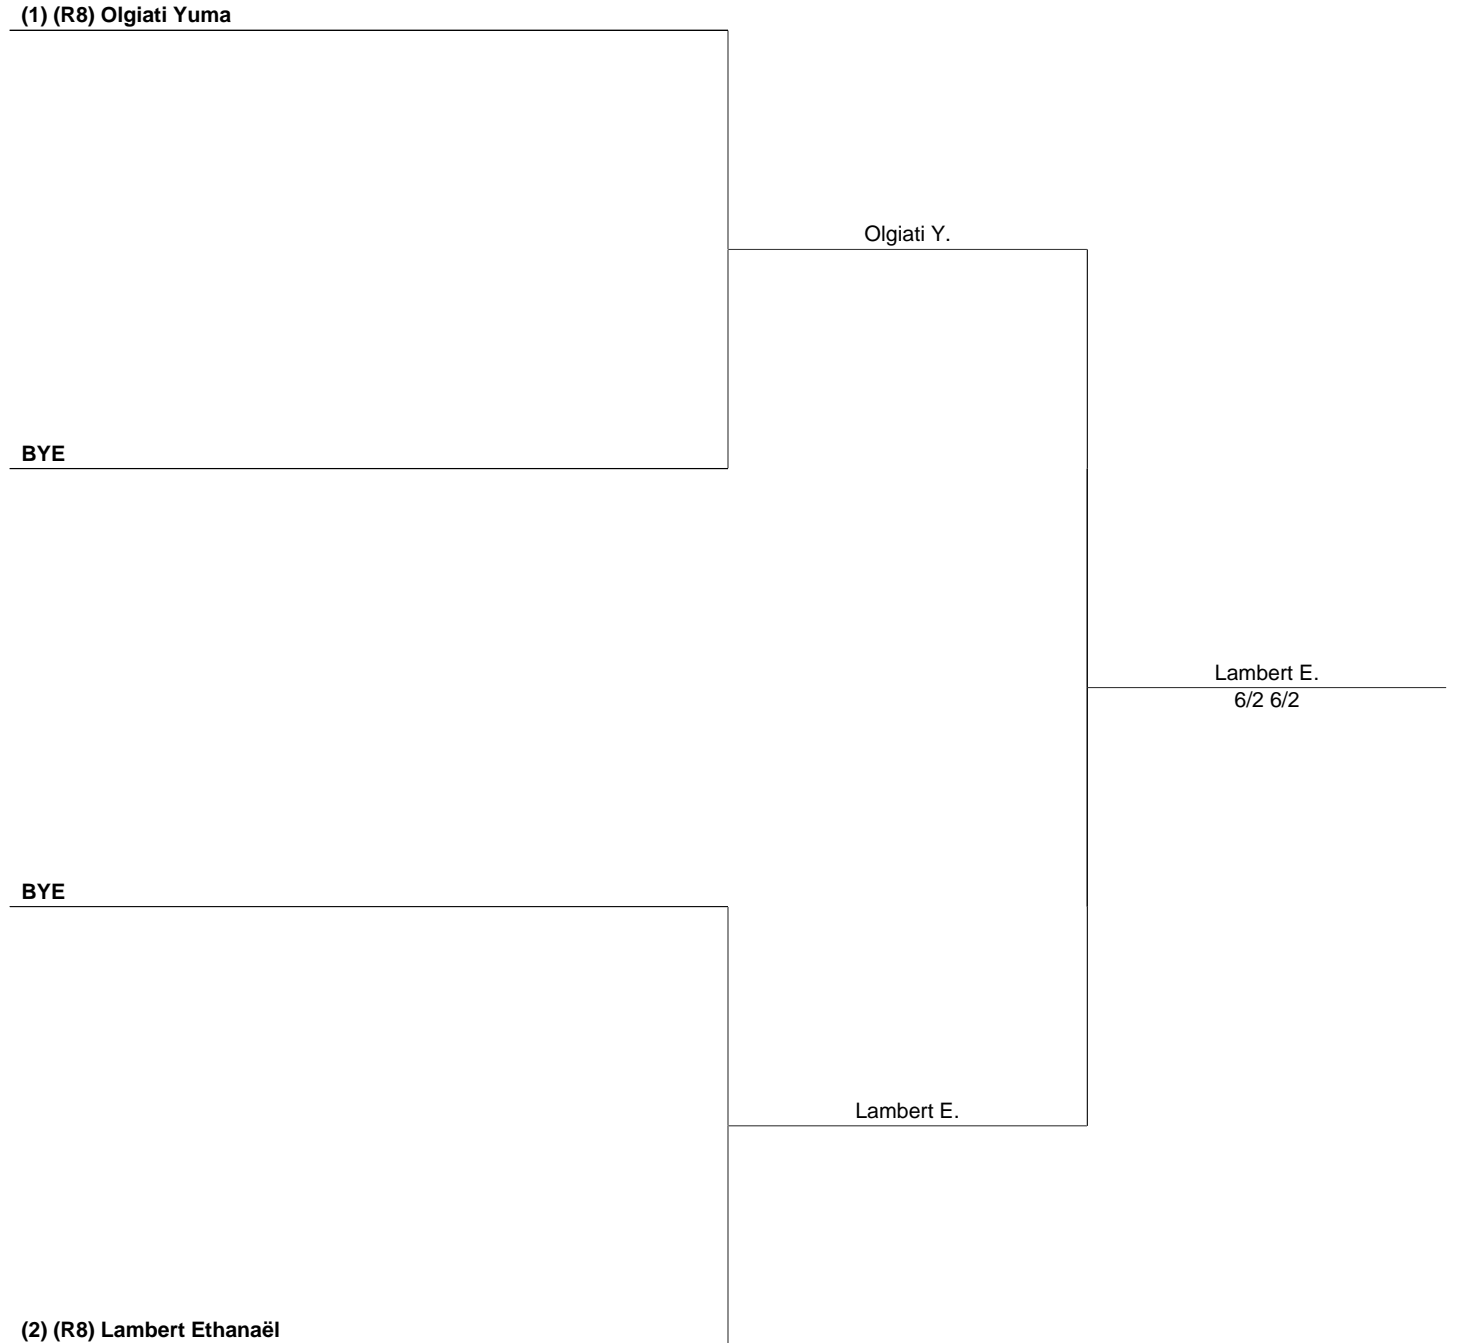 (1) (R8) Olgiati Yuma
Olgiati Y.
BYE
Lambert E.
6/2 6/2
BYE
Lambert E.
(2) (R8) Lambert Ethanaël